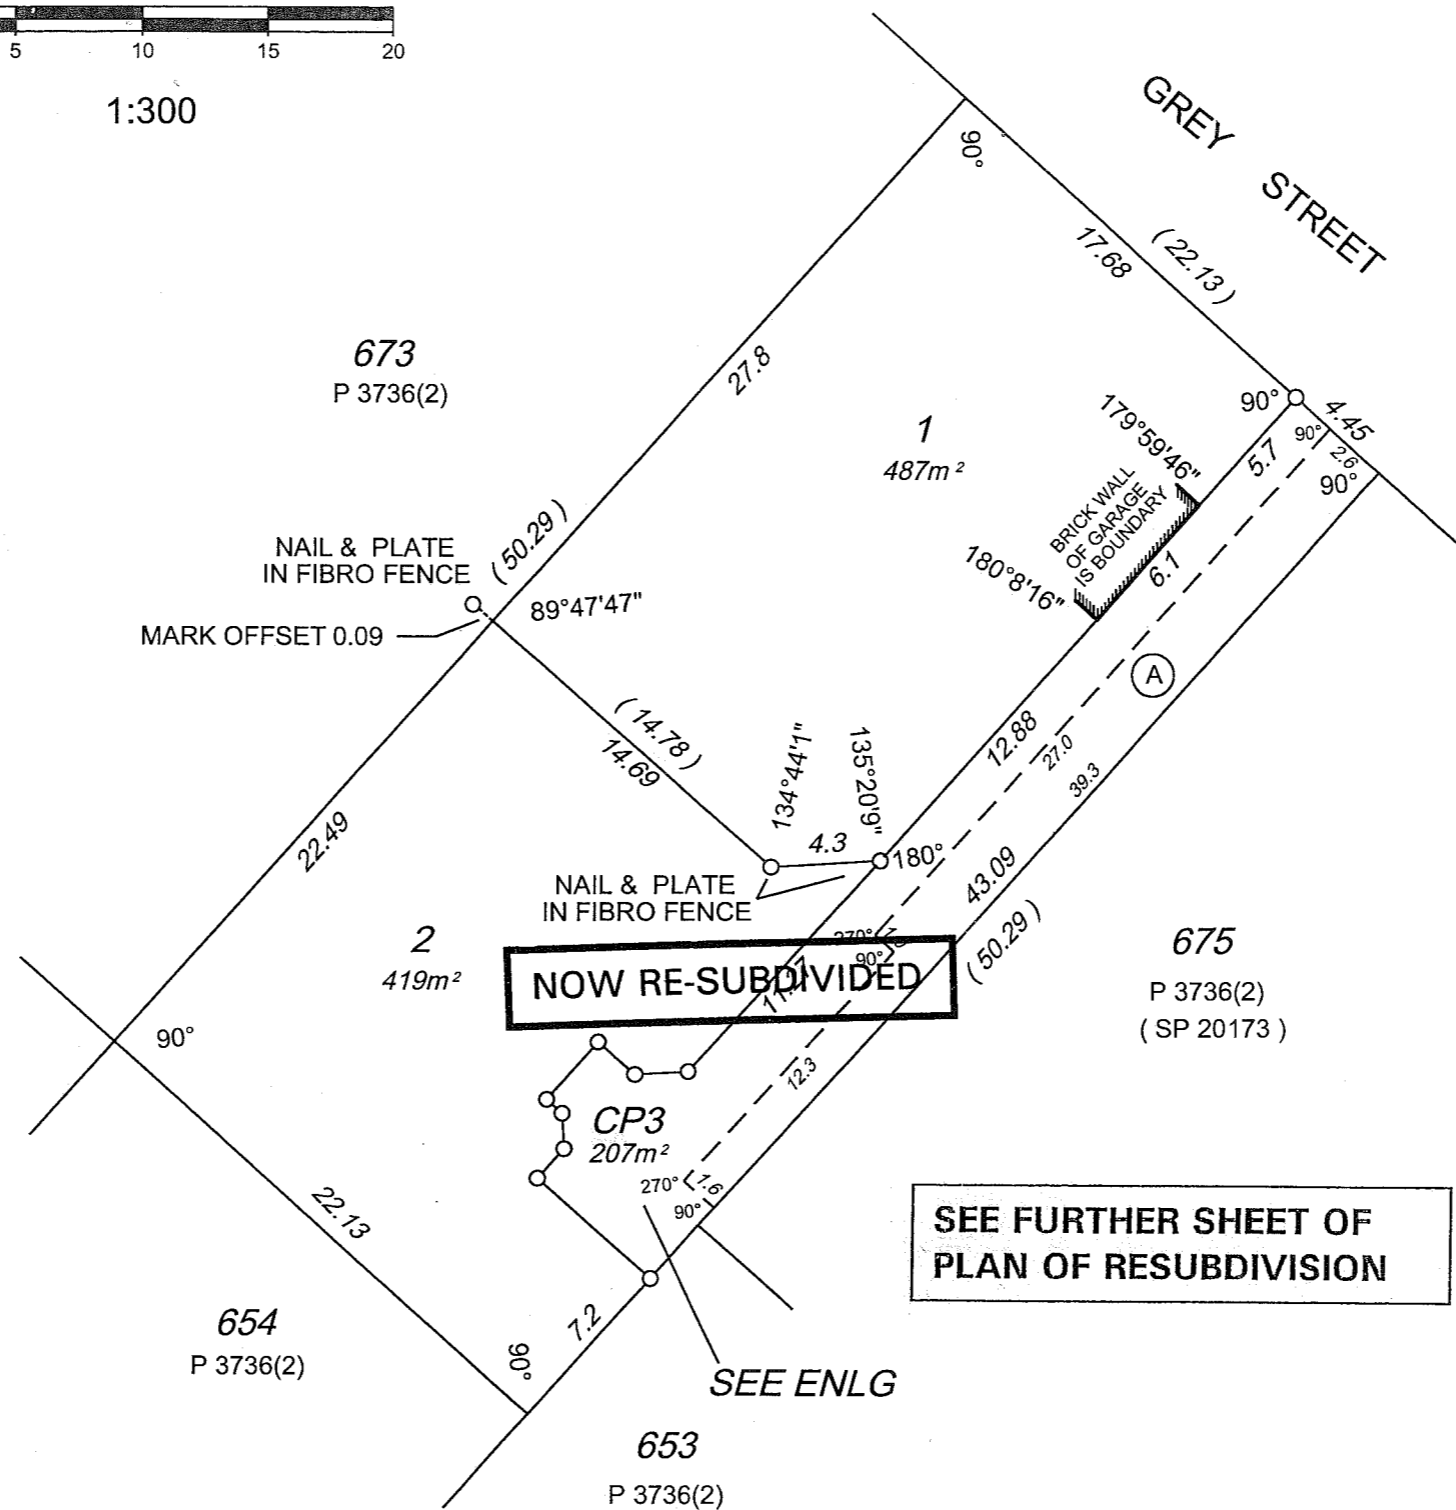 5 10 15 20
1:300
GREY STREET
90°
17.68
( 22.13 )
673
P 3736(2)
27.8
1
487m²
90°
4.45
90°
2.6
90°
5.7
179°59'46"
BRICK WALL
OF GARAGE
IS BOUNDARY
6.1
180°8'16"
( 50.29 )
NAIL & PLATE
IN FIBRO FENCE
89°47'47"
MARK OFFSET 0.09
A
( 14.78 )
14.69
134°44'1"
135°20'9"
12.88
27.0
39.3
22.49
4.3
180°
43.09
NAIL & PLATE
IN FIBRO FENCE
( 50.29 )
2
419m²
270°
90°
NOW RE-SUBDIVIDED
675
P 3736(2)
( SP 20173 )
90°
12.3
CP3
207m²
270°
1.6
90°
22.13
SEE FURTHER SHEET OF
PLAN OF RESUBDIVISION
654
P 3736(2)
7.2
90°
SEE ENLG
653
P 3736(2)